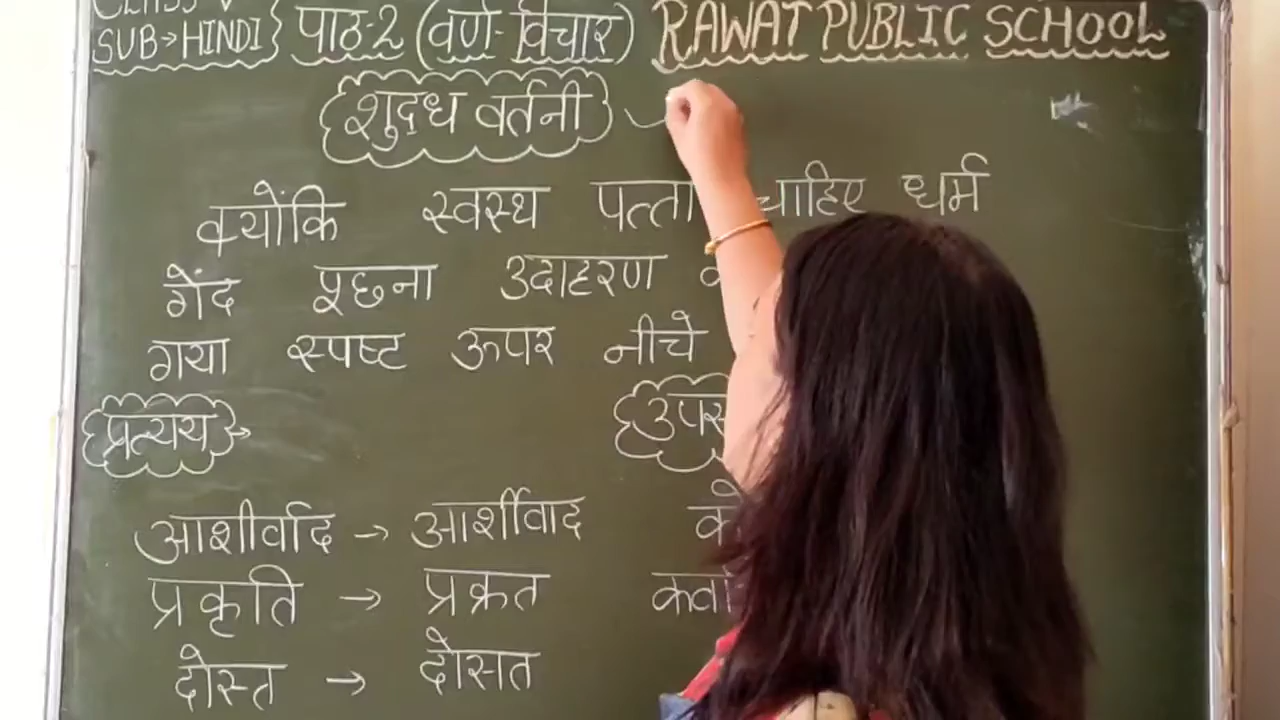 SUB→HINDI} पाठ-2 (वर्ण-विचार) RAWAT PUBLIC SCHOOL
{शुद्ध वर्तनी}
क्योंकि स्वस्थ पत्ता चाहिए धर्म
गेंद पूछना उदाहरण
गया स्पष्ट ऊपर नीचे
{प्रत्यय}→
आशीर्वाद → आर्शीवाद
प्रकृति → प्रक्रत
दोस्त → दोसत